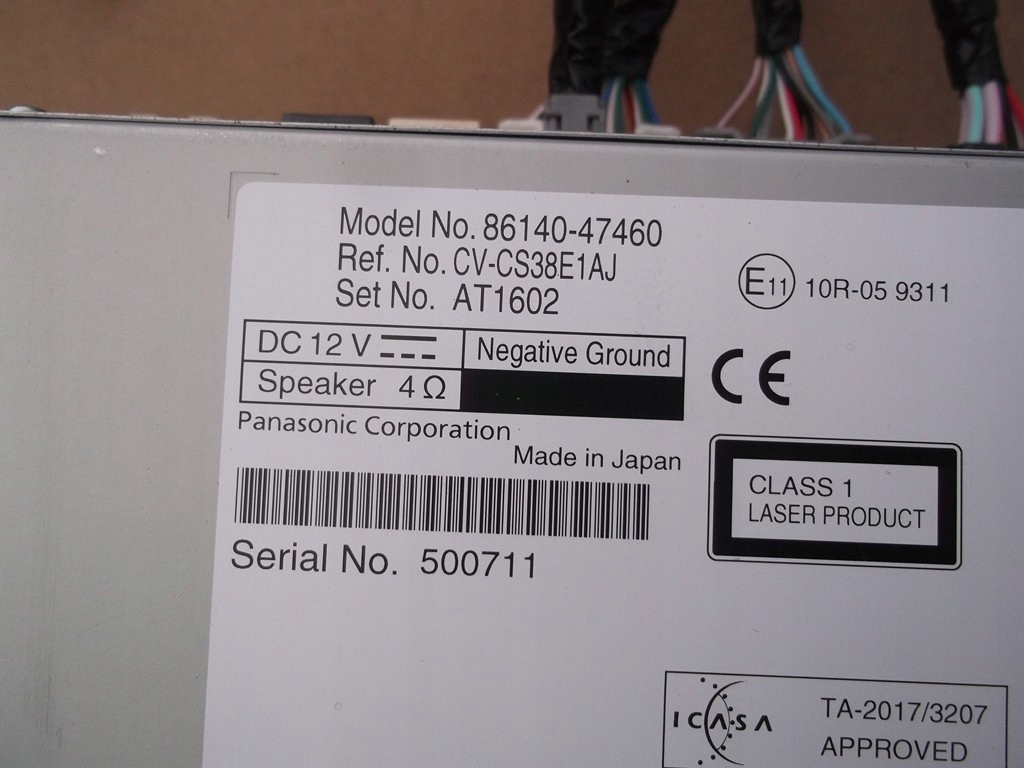 Model No. 86140-47460
Ref. No. CV-CS38E1AJ
Set No. AT1602
E11 10R-05 9311
DC 12 V Negative Ground
Speaker 4 Ω
CE
Panasonic Corporation
Made in Japan
CLASS 1
LASER PRODUCT
Serial No. 500711
ICASA
TA-2017/3207
APPROVED